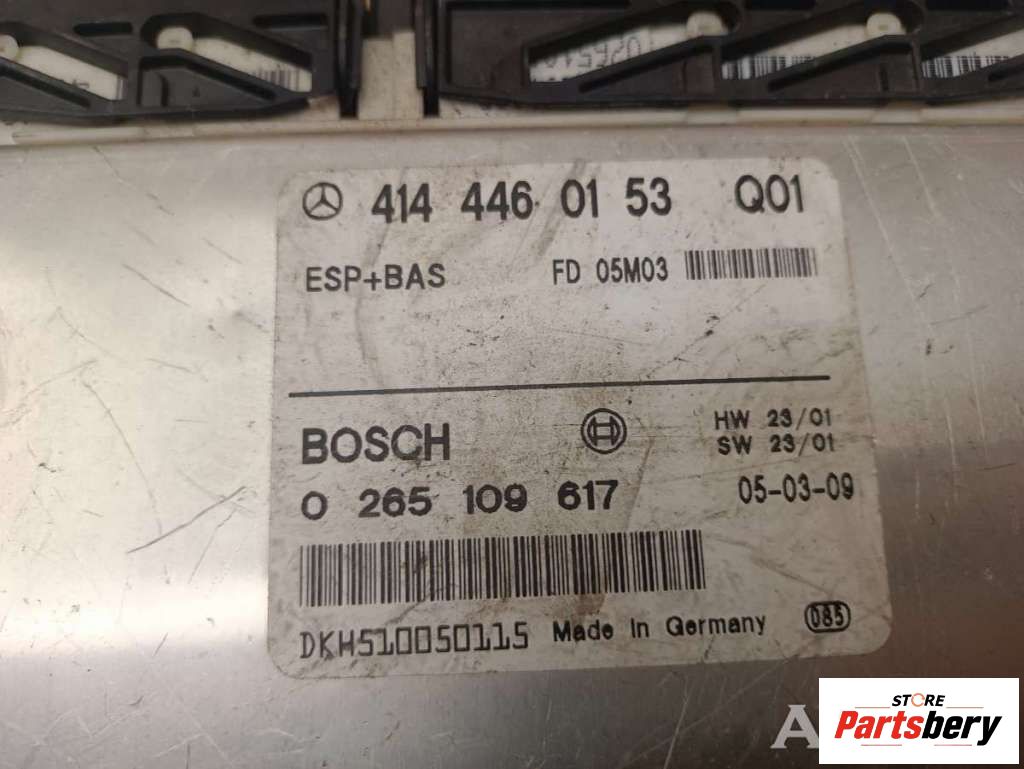 414 446 01 53 Q01
ESP+BAS FD 05M03
BOSCH HW 23/01
SW 23/01
0 265 109 617 05-03-09
DKH510050115 Made In Germany 085
STORE
Partsbery